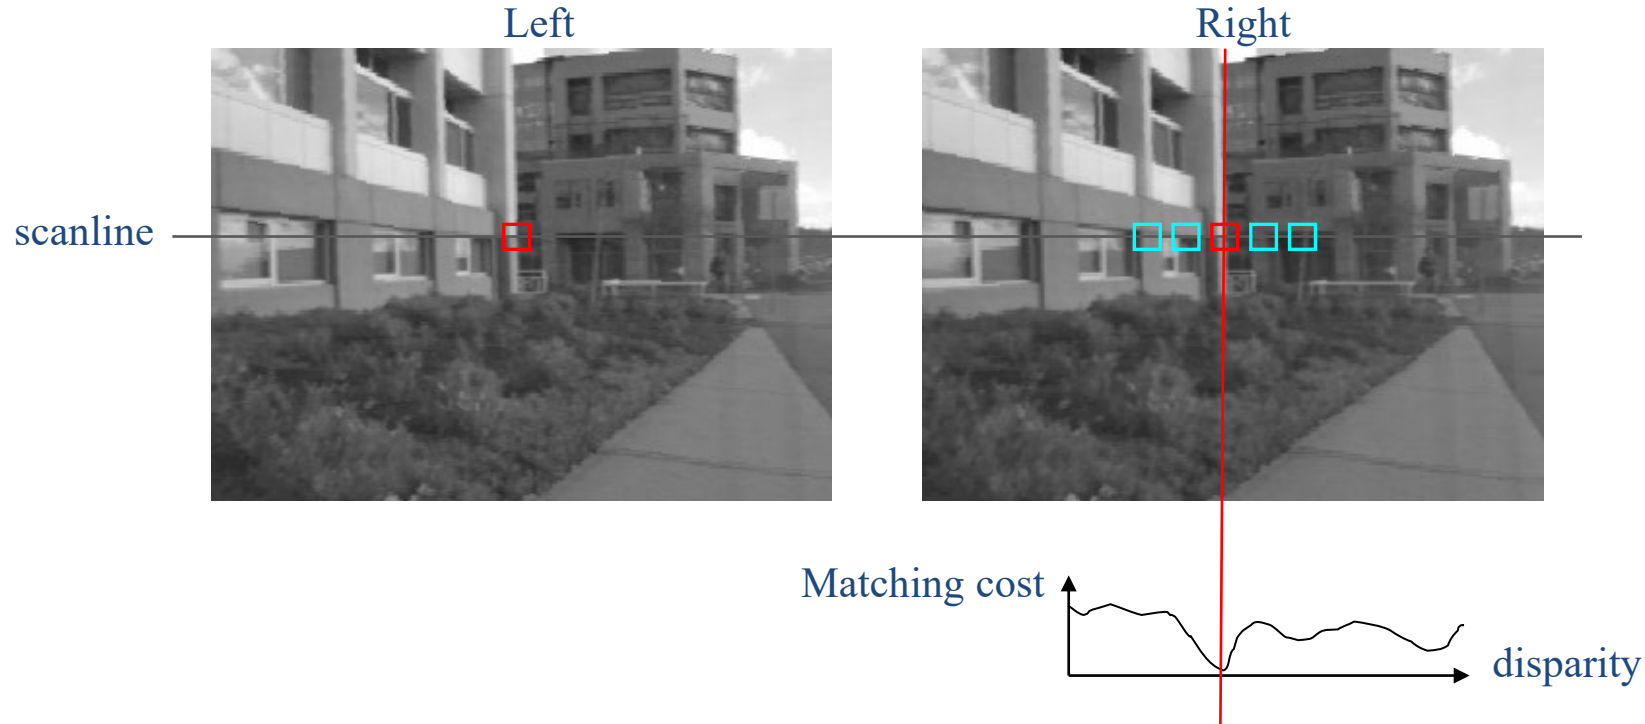 Left
Right
scanline
Matching cost
disparity